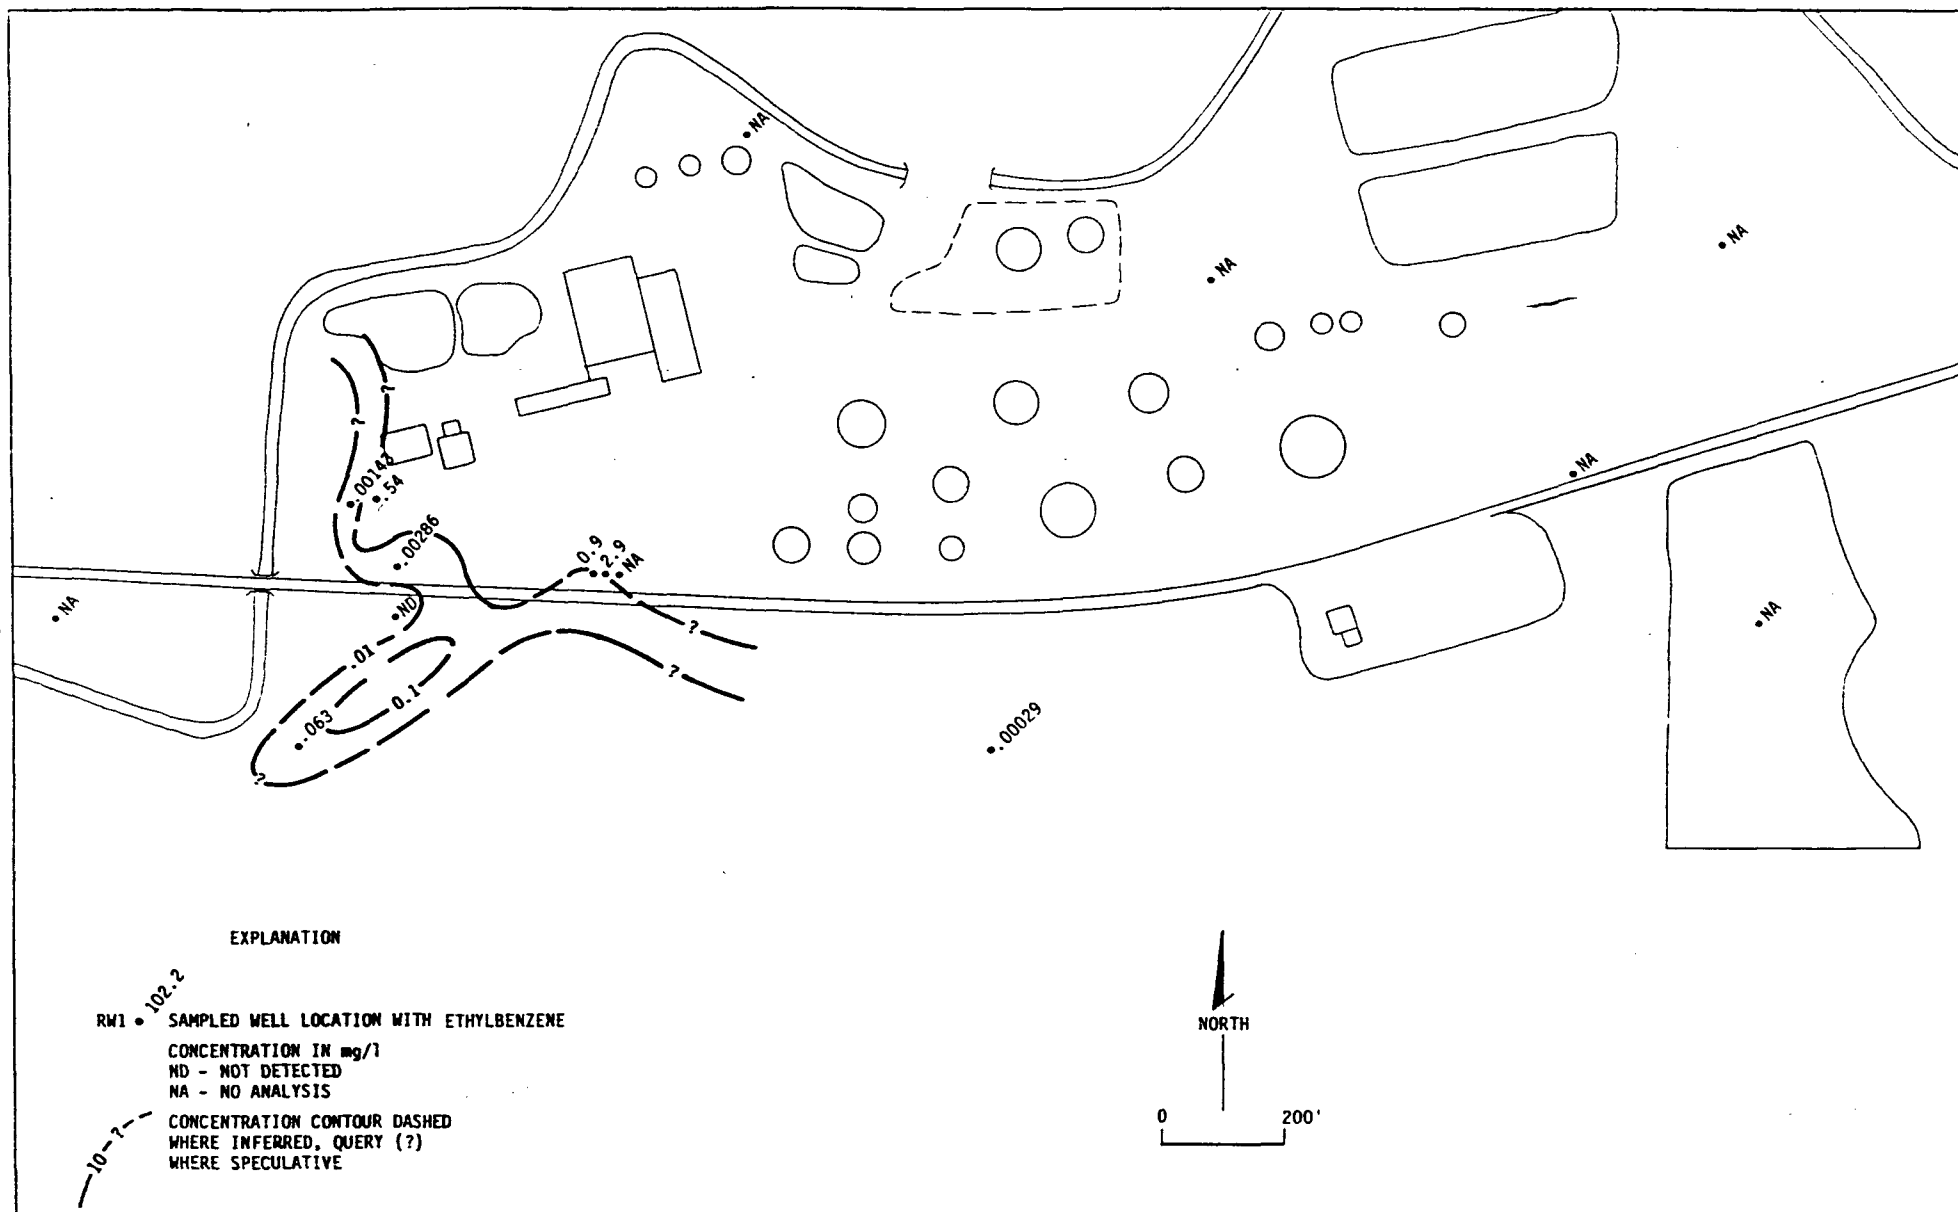 NA
NA
NA
?
?
.00143
.54
NA
.00286
0.9
2.9
NA
NA
ND
NA
?
.01
?
0.1
.063
?
.00029
EXPLANATION
102.2
RW1 • SAMPLED WELL LOCATION WITH ETHYLBENZENE
CONCENTRATION IN mg/l
ND - NOT DETECTED
NA - NO ANALYSIS
CONCENTRATION CONTOUR DASHED
WHERE INFERRED, QUERY (?)
WHERE SPECULATIVE
10-?
NORTH
0 200'